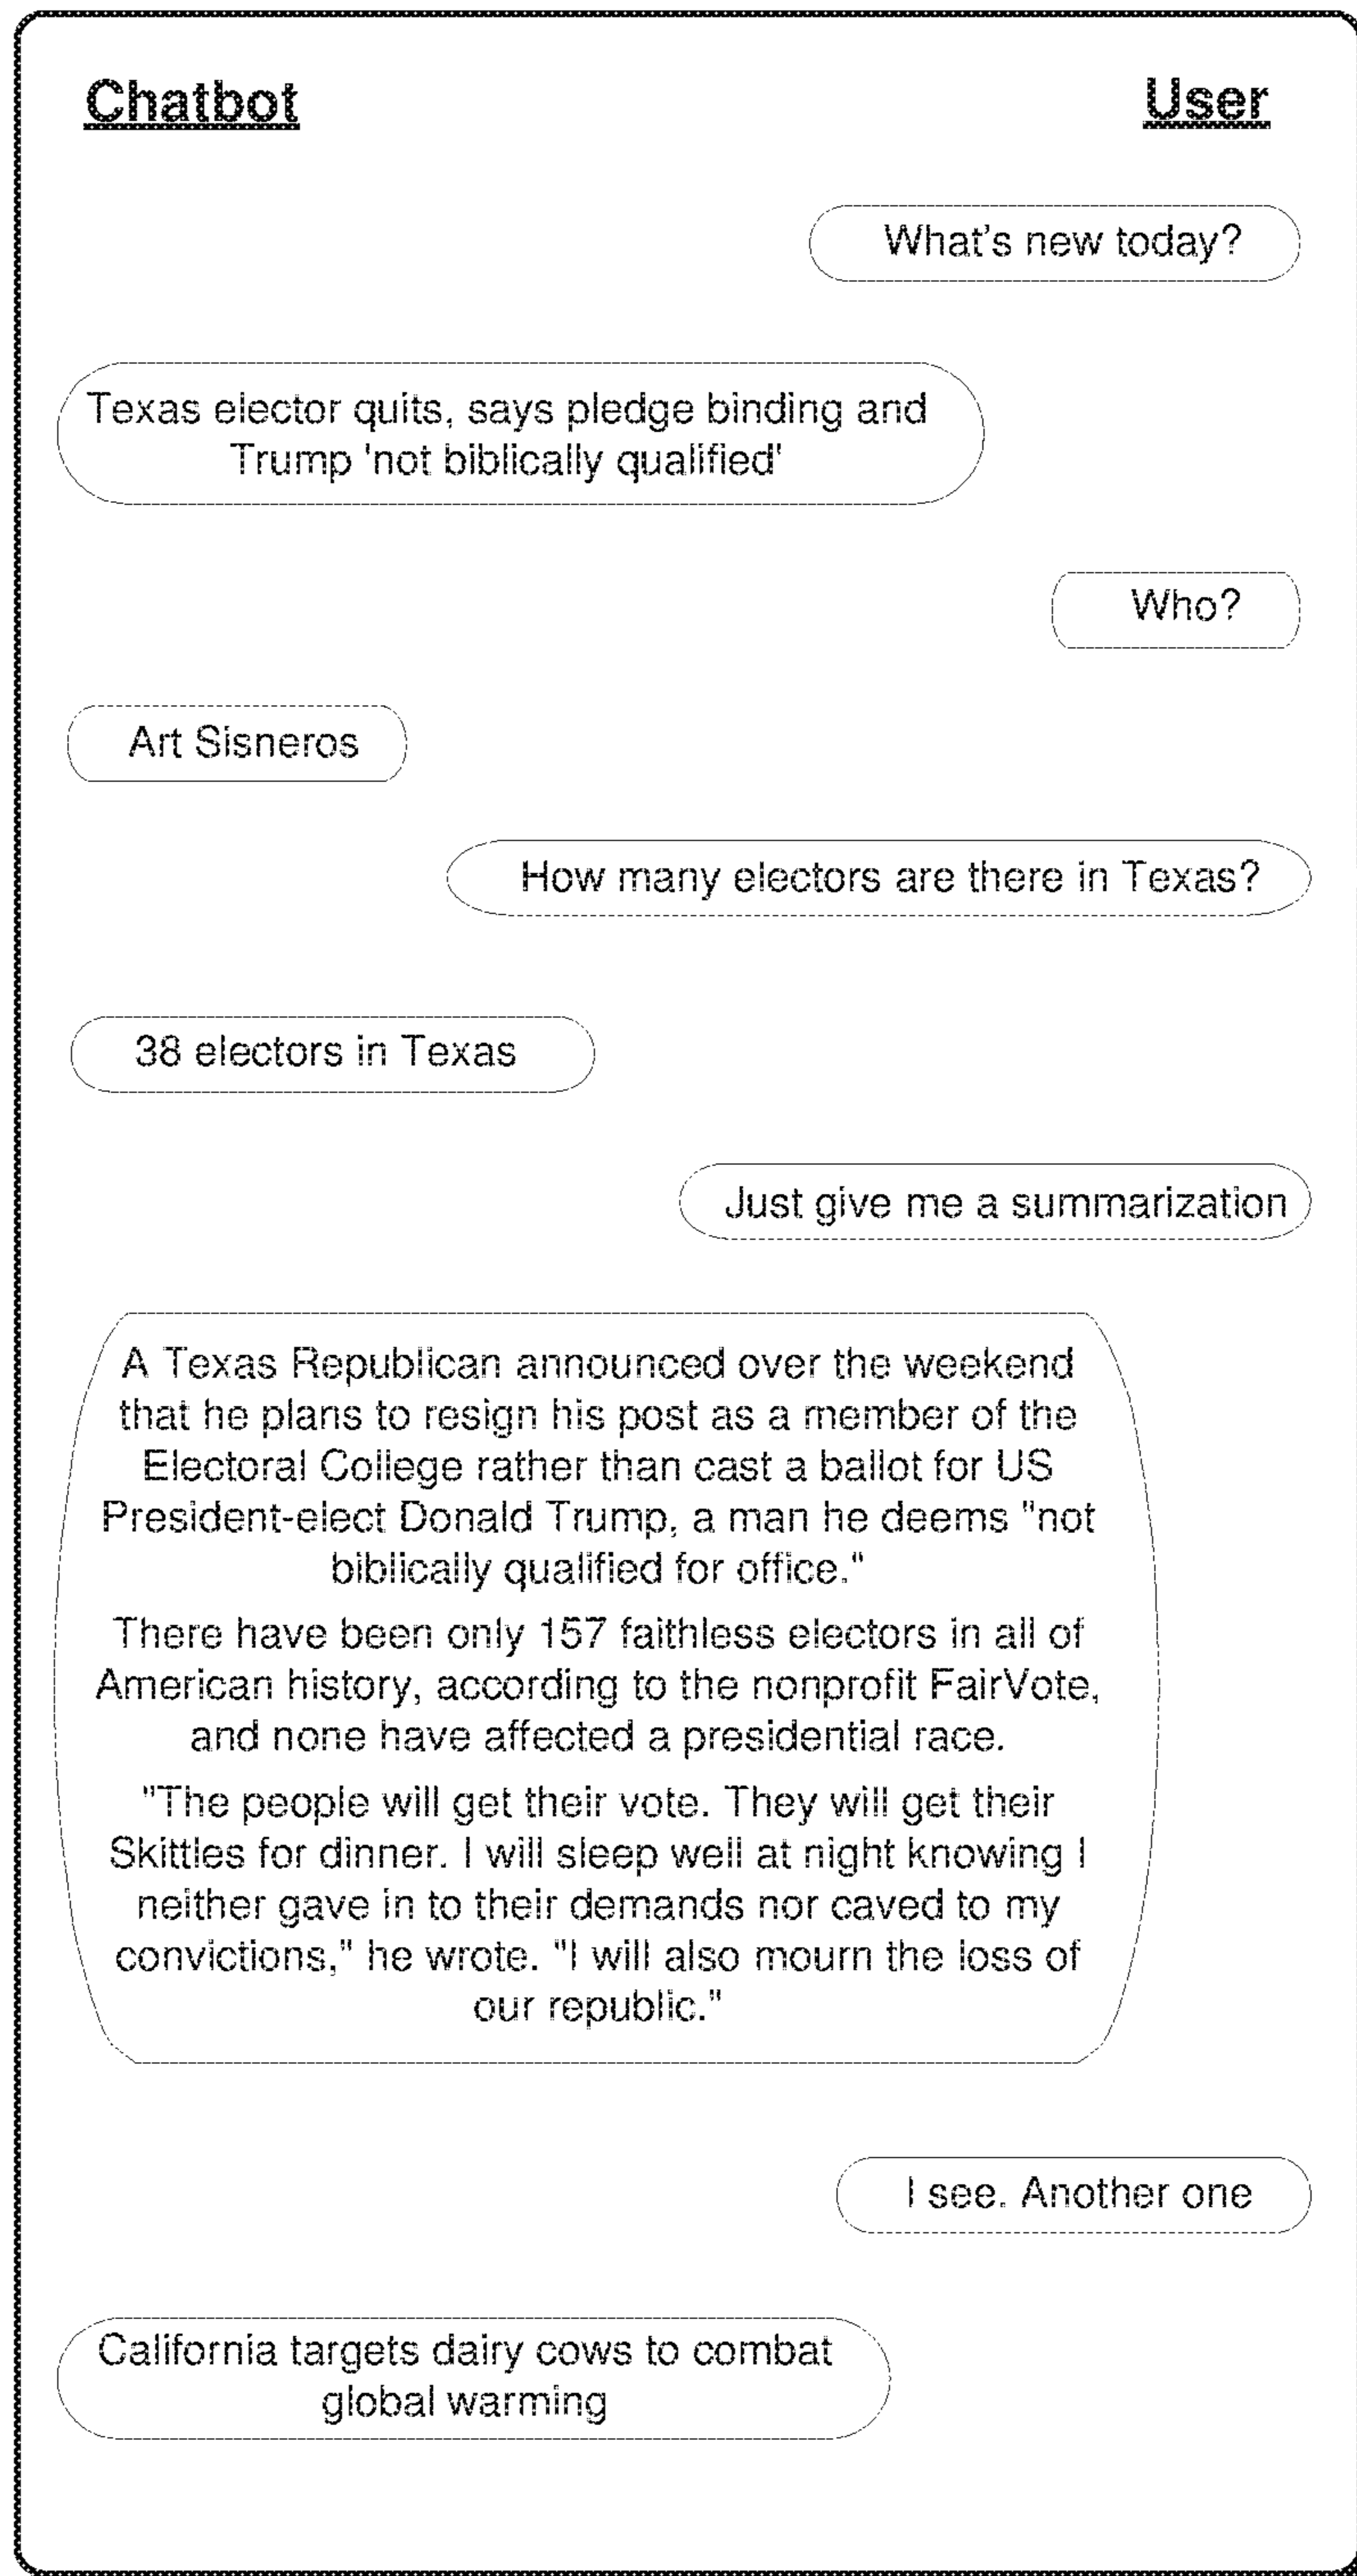 Chatbot
User
What's new today?
Texas elector quits, says pledge binding and
Trump 'not biblically qualified'
Who?
Art Sisneros
How many electors are there in Texas?
38 electors in Texas
Just give me a summarization
A Texas Republican announced over the weekend
that he plans to resign his post as a member of the
Electoral College rather than cast a ballot for US
President-elect Donald Trump, a man he deems "not
biblically qualified for office."
There have been only 157 faithless electors in all of
American history, according to the nonprofit FairVote,
and none have affected a presidential race.
"The people will get their vote. They will get their
Skittles for dinner. I will sleep well at night knowing I
neither gave in to their demands nor caved to my
convictions," he wrote. "I will also mourn the loss of
our republic."
I see. Another one
California targets dairy cows to combat
global warming